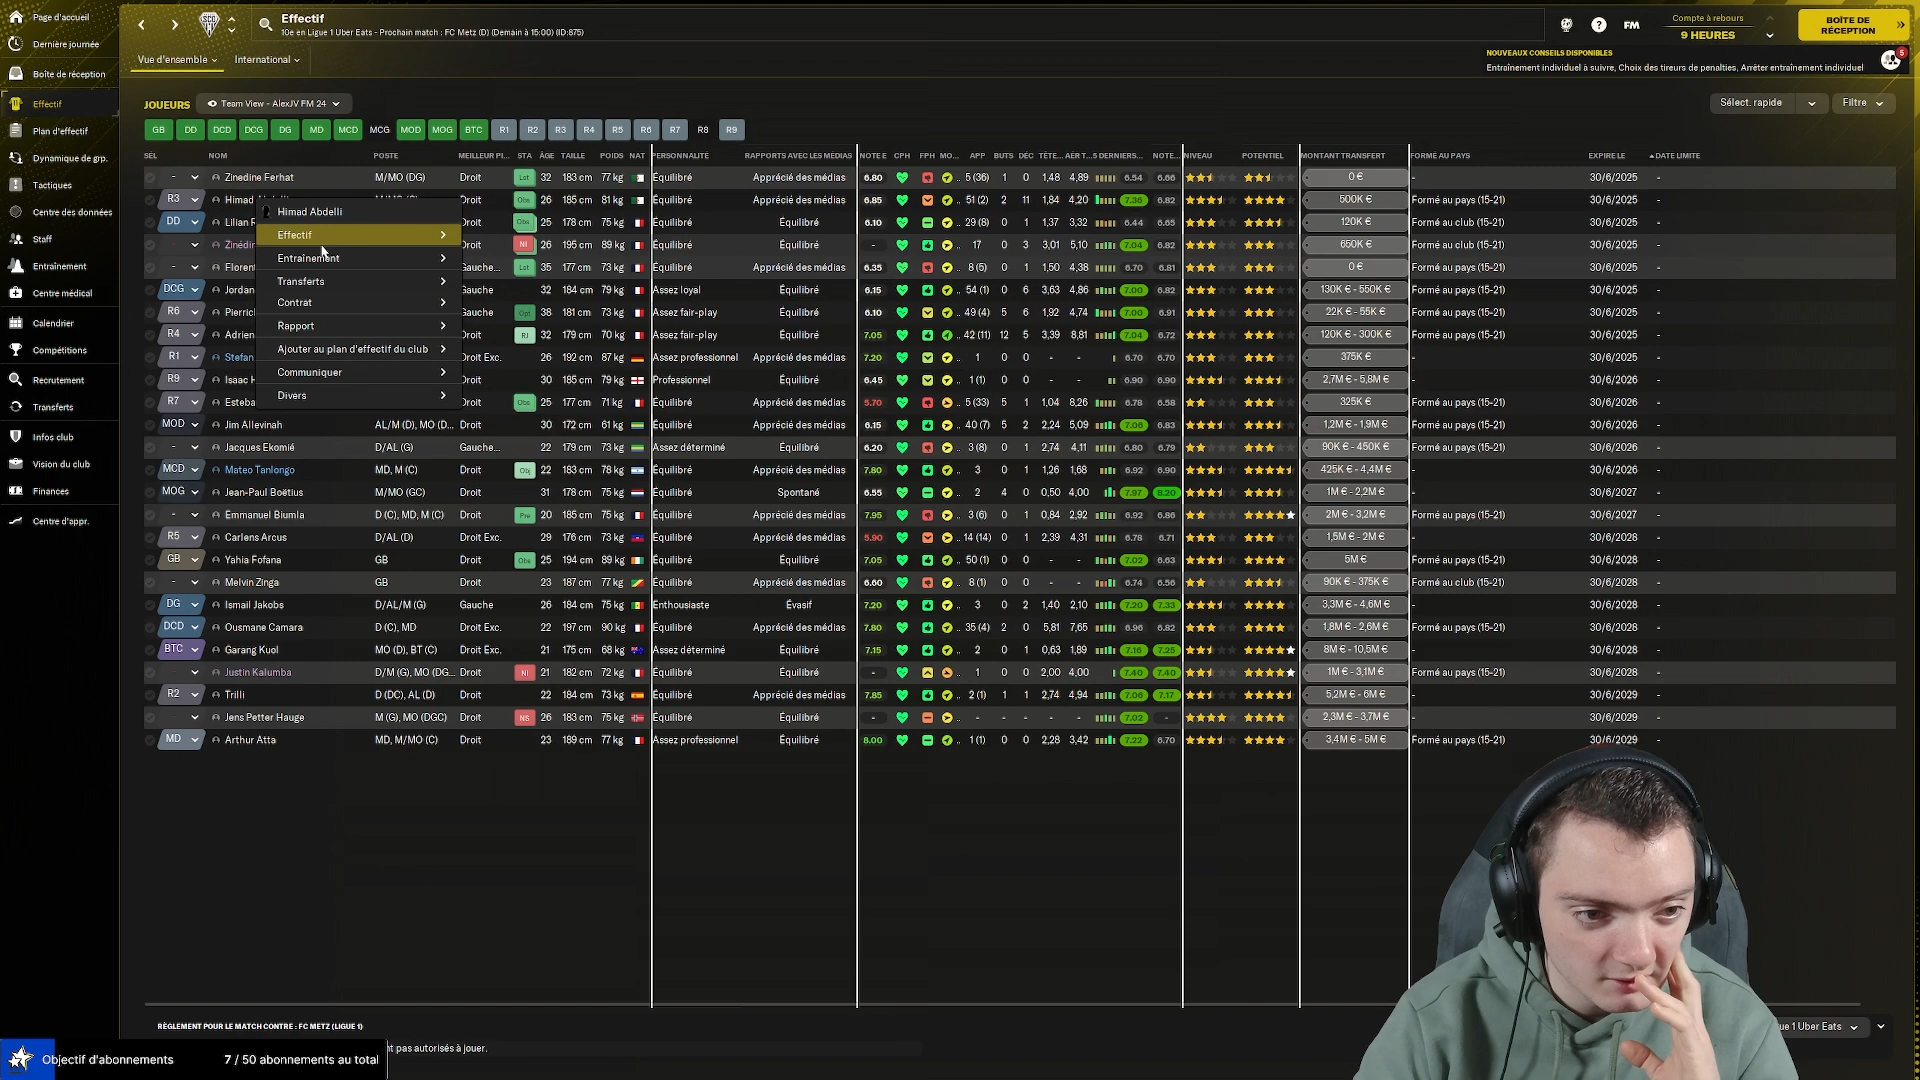 Page d'accueil
Dernière journée
Boîte de réception
Effectif
Plan d'effectif
Dynamique de grp.
Tactiques
Centre des données
Staff
Entraînement
Centre médical
Calendrier
Compétitions
Recrutement
Transferts
Infos club
Vision du club
Finances
Centre d'appr.
Effectif
10e en Ligue 1 Uber Eats - Prochain match : FC Metz (D) (Demain à 15:00) (ID:875)
FM
Compte à rebours
9 HEURES
BOÎTE DE RÉCEPTION
Vue d'ensemble
International
NOUVEAUX CONSEILS DISPONIBLES
Entraînement individuel à suivre, Choix des tireurs de penalties, Arrêter entraînement individuel
5
JOUEURS
Team View - AlexJV FM 24
Sélect. rapide
Filtre
GB DD DCD DCG DG MD MCD MCG MOD MOG BTC R1 R2 R3 R4 R5 R6 R7 R8 R9
SÉL NOM POSTE MEILLEUR PI... STA ÂGE TAILLE POIDS NAT PERSONNALITÉ RAPPORTS AVEC LES MÉDIAS NOTE E CPH FPH MO... APP BUTS DÉC TÊTE... AÉR T... 5 DERNIERS... NOTE... NIVEAU POTENTIEL MONTANT TRANSFERT FORMÉ AU PAYS EXPIRE LE DATE LIMITE
- Zinedine Ferhat M/MO (DG) Droit Lst 32 183 cm 77 kg Équilibré Apprécié des médias 6.80 5 (36) 1 0 1,48 4,89 6.54 6.66 0 € - 30/6/2025 -
R3 Himad Droit Obs 26 185 cm 81 kg Équilibré Apprécié des médias 6.85 51 (2) 2 11 1,84 4,20 7.36 6.82 500K € Formé au pays (15-21) 30/6/2025 -
DD Lilian Droit Obs 25 178 cm 75 kg Équilibré Équilibré 6.10 29 (8) 0 1 1,37 3,32 6.44 6.65 120K € Formé au club (15-21) 30/6/2025 -
- Zinédin Droit NI 26 195 cm 89 kg Équilibré Apprécié des médias - 17 0 3 3,01 5,10 7.04 6.82 650K € Formé au club (15-21) 30/6/2025 -
- Florent Gauche... Lst 35 177 cm 73 kg Équilibré Apprécié des médias 6.35 8 (5) 0 1 1,50 4,38 6.70 6.81 0 € Formé au pays (15-21) 30/6/2025 -
DCG Jordan Gauche 32 184 cm 79 kg Assez loyal Équilibré 6.15 54 (1) 0 6 3,63 4,86 7.00 6.82 130K € - 550K € Formé au pays (15-21) 30/6/2025 -
R6 Pierric Gauche Opt 38 181 cm 73 kg Assez fair-play Équilibré 6.10 49 (4) 5 6 1,92 4,74 7.00 6.91 22K € - 55K € Formé au pays (15-21) 30/6/2025 -
R4 Adrien Droit RI 32 179 cm 70 kg Assez fair-play Équilibré 7.05 42 (11) 12 5 3,39 8,81 7.04 6.72 120K € - 300K € Formé au pays (15-21) 30/6/2025 -
R1 Stefan Droit Exc. 26 192 cm 87 kg Assez professionnel Apprécié des médias 7.20 1 0 0 - - 6.70 6.70 375K € - 30/6/2025 -
R9 Isaac H Droit 30 185 cm 79 kg Professionnel Équilibré 6.45 1 (1) 0 0 - - 6.90 6.90 2,7M € - 5,8M € - 30/6/2026 -
R7 Esteba Droit Obs 25 177 cm 71 kg Équilibré Apprécié des médias 5.70 5 (33) 5 1 1,04 8,26 6.78 6.58 325K € Formé au pays (15-21) 30/6/2026 -
MOD Jim Allevinah AL/M (D), MO (D... Droit 30 172 cm 61 kg Équilibré Apprécié des médias 6.15 40 (7) 5 2 2,24 5,09 7.06 6.83 1,2M € - 1,9M € Formé au pays (15-21) 30/6/2026 -
- Jacques Ekomié D/AL (G) Gauche... 22 179 cm 73 kg Assez déterminé Équilibré 6.20 3 (8) 0 1 2,74 4,11 6.80 6.79 90K € - 450K € Formé au pays (15-21) 30/6/2026 -
MCD Mateo Tanlongo MD, M (C) Droit Obj 22 183 cm 78 kg Équilibré Apprécié des médias 7.80 3 0 1 1,26 1,68 6.92 6.90 425K € - 4,4M € - 30/6/2026 -
MOG Jean-Paul Boëtius M/MO (GC) Droit 31 178 cm 75 kg Équilibré Spontané 6.55 2 4 0 0,50 4,00 7.97 8.20 1M € - 2,2M € - 30/6/2027 -
- Emmanuel Biumla D (C), MD, M (C) Droit Pre 20 185 cm 75 kg Équilibré Apprécié des médias 7.95 3 (6) 0 1 0,84 2,92 6.92 6.86 2M € - 3,2M € Formé au pays (15-21) 30/6/2027 -
R5 Carlens Arcus D/AL (D) Droit Exc. 29 176 cm 73 kg Équilibré Apprécié des médias 5.90 14 (14) 0 1 2,39 4,31 6.78 6.71 1,5M € - 2M € - 30/6/2028 -
GB Yahia Fofana GB Droit Obs 25 194 cm 89 kg Équilibré Équilibré 7.05 50 (1) 0 0 - - 7.02 6.63 5M € Formé au pays (15-21) 30/6/2028 -
- Melvin Zinga GB Droit 23 187 cm 77 kg Équilibré Apprécié des médias 6.60 8 (1) 0 0 - - 6.74 6.56 90K € - 375K € Formé au club (15-21) 30/6/2028 -
DG Ismail Jakobs D/AL/M (G) Gauche 26 184 cm 75 kg Enthousiaste Évasif 7.20 3 0 2 1,40 2,10 7.20 7.33 3,3M € - 4,6M € - 30/6/2028 -
DCD Ousmane Camara D (C), MD Droit Exc. 22 197 cm 90 kg Équilibré Apprécié des médias 7.80 35 (4) 2 0 5,81 7,65 6.96 6.82 1,8M € - 2,6M € Formé au pays (15-21) 30/6/2028 -
BTC Garang Kuol MO (D), BT (C) Droit Exc. 21 175 cm 68 kg Assez déterminé Équilibré 7.15 2 0 1 0,63 1,89 7.16 7.25 8M € - 10,5M € - 30/6/2028 -
Justin Kalumba D/M (G), MO (DG... Droit NI 21 182 cm 72 kg Équilibré Apprécié des médias - 1 0 0 2,00 4,00 7.40 7.40 1M € - 3,1M € Formé au pays (15-21) 30/6/2028 -
R2 Trilli D (DC), AL (D) Droit 22 184 cm 73 kg Équilibré Apprécié des médias 7.85 2 (1) 1 1 2,74 4,94 7.06 7.17 5,2M € - 6M € - 30/6/2029 -
Jens Petter Hauge M (G), MO (DGC) Droit NS 26 183 cm 75 kg Équilibré Équilibré - - - - - - 7.02 - 2,3M € - 3,7M € - 30/6/2029 -
MD Arthur Atta MD, M/MO (C) Droit 23 189 cm 77 kg Assez professionnel Équilibré 8.00 1 (1) 0 0 2,28 3,42 7.22 6.70 3,4M € - 5M € Formé au pays (15-21) 30/6/2029 -
Himad Abdelli
Effectif
Entraînement
Transferts
Contrat
Rapport
Ajouter au plan d'effectif du club
Communiquer
Divers
RÈGLEMENT POUR LE MATCH CONTRE : FC METZ (LIGUE 1)
ue 1 Uber Eats
t pas autorisés à jouer.
Objectif d'abonnements
7 / 50 abonnements au total